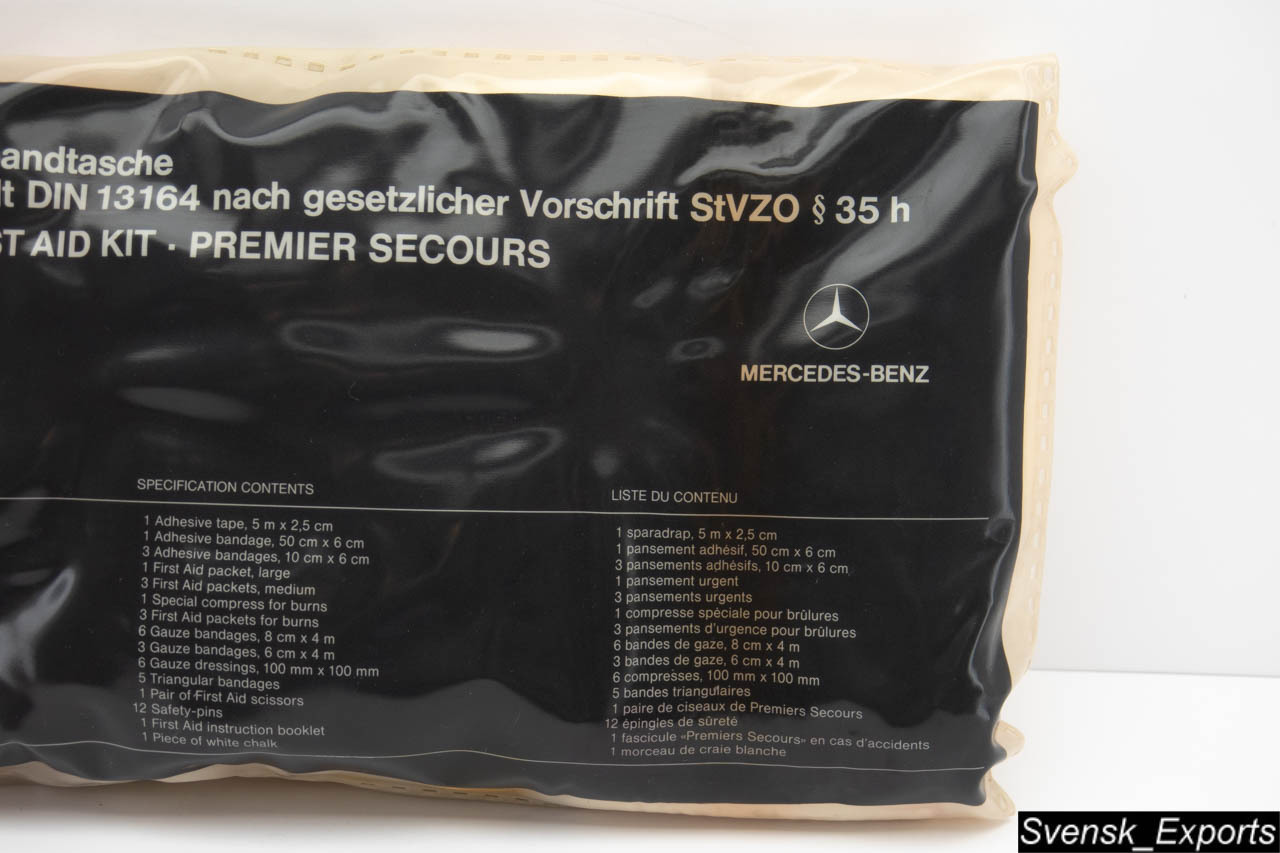 andtasche
lt DIN 13164 nach gesetzlicher Vorschrift StVZO § 35 h
ST AID KIT · PREMIER SECOURS
MERCEDES-BENZ
SPECIFICATION CONTENTS
1 Adhesive tape, 5 m x 2,5 cm
1 Adhesive bandage, 50 cm x 6 cm
3 Adhesive bandages, 10 cm x 6 cm
1 First Aid packet, large
3 First Aid packets, medium
1 Special compress for burns
3 First Aid packets for burns
6 Gauze bandages, 8 cm x 4 m
3 Gauze bandages, 6 cm x 4 m
6 Gauze dressings, 100 mm x 100 mm
5 Triangular bandages
1 Pair of First Aid scissors
12 Safety-pins
1 First Aid instruction booklet
1 Piece of white chalk
LISTE DU CONTENU
1 sparadrap, 5 m x 2,5 cm
1 pansement adhésif, 50 cm x 6 cm
3 pansements adhésifs, 10 cm x 6 cm
1 pansement urgent
3 pansements urgents
1 compresse spéciale pour brûlures
3 pansements d'urgence pour brûlures
6 bandes de gaze, 8 cm x 4 m
3 bandes de gaze, 6 cm x 4 m
6 compresses, 100 mm x 100 mm
5 bandes triangulaires
1 paire de ciseaux de Premiers Secours
12 épingles de sûreté
1 fascicule «Premiers Secours» en cas d'accidents
1 morceau de craie blanche
Svensk_Exports